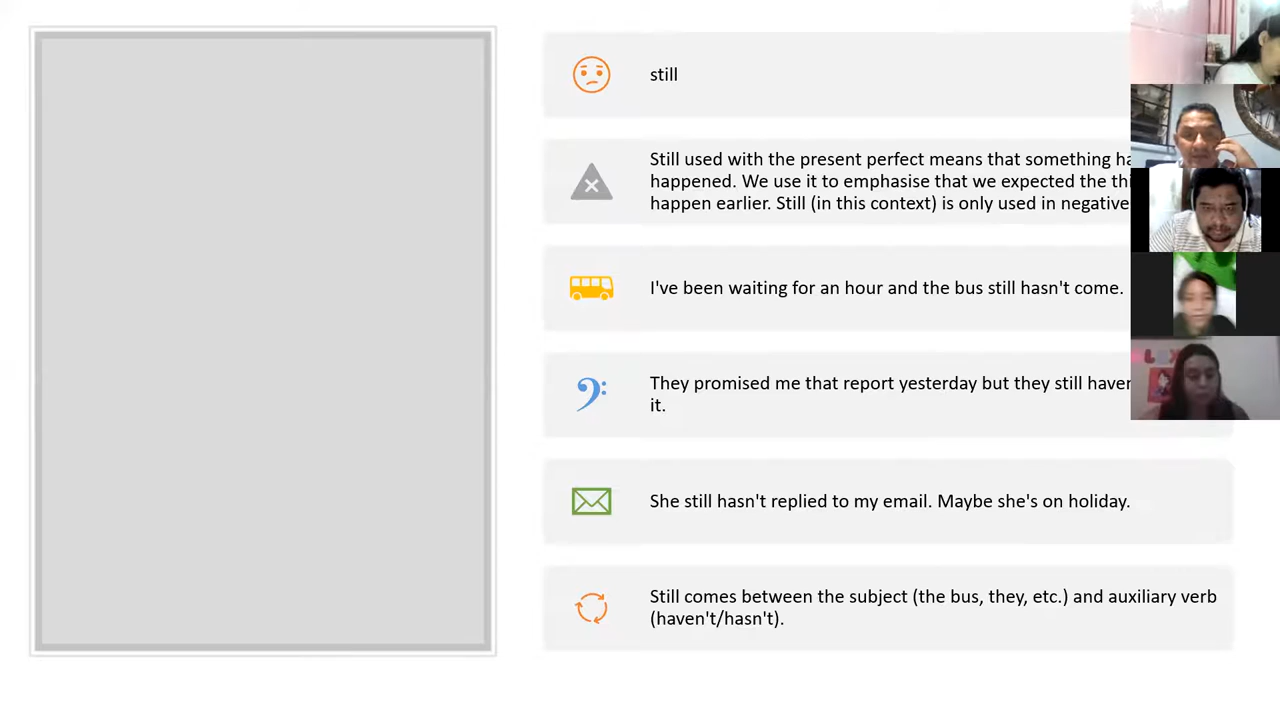 still
Still used with the present perfect means that something
happened. We use it to emphasise that we expected the
happen earlier. Still (in this context) is only used in negative
I've been waiting for an hour and the bus still hasn't come.
They promised me that report yesterday but they still
it.
She still hasn't replied to my email. Maybe she's on holiday.
Still comes between the subject (the bus, they, etc.) and auxiliary verb
(haven't/hasn't).